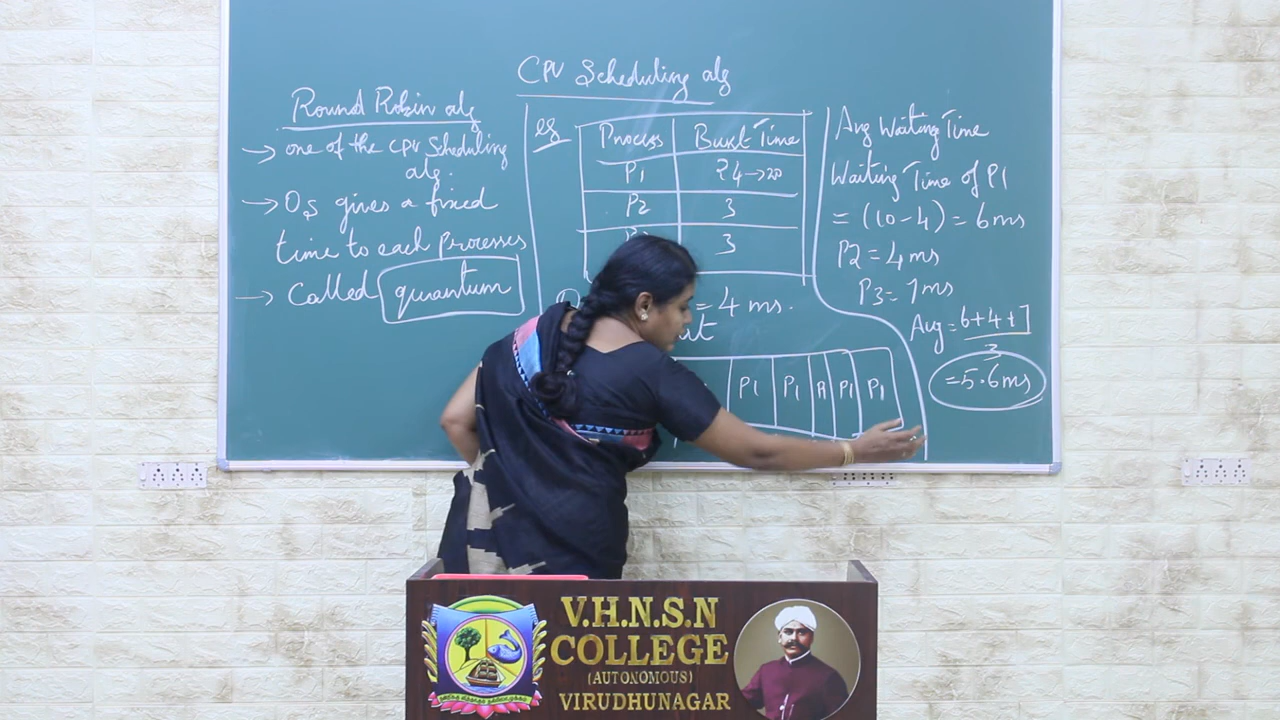 CPU Scheduling alg
Round Robin alg
→ one of the CPU Scheduling
alg.
→ OS gives a fixed
time to each processes
→ Called quantum
eg
Process Burst Time
P1 24→20
P2 3
3
= 4 ms.
P1 P1 P1 P1 P1
Avg Waiting Time
Waiting Time of P1
= (10-4) = 6ms
P2 = 4ms
P3 = 7ms
Avg = 6+4+7
3
= 5.6ms
V.H.N.S.N
COLLEGE
(AUTONOMOUS)
VIRUDHUNAGAR